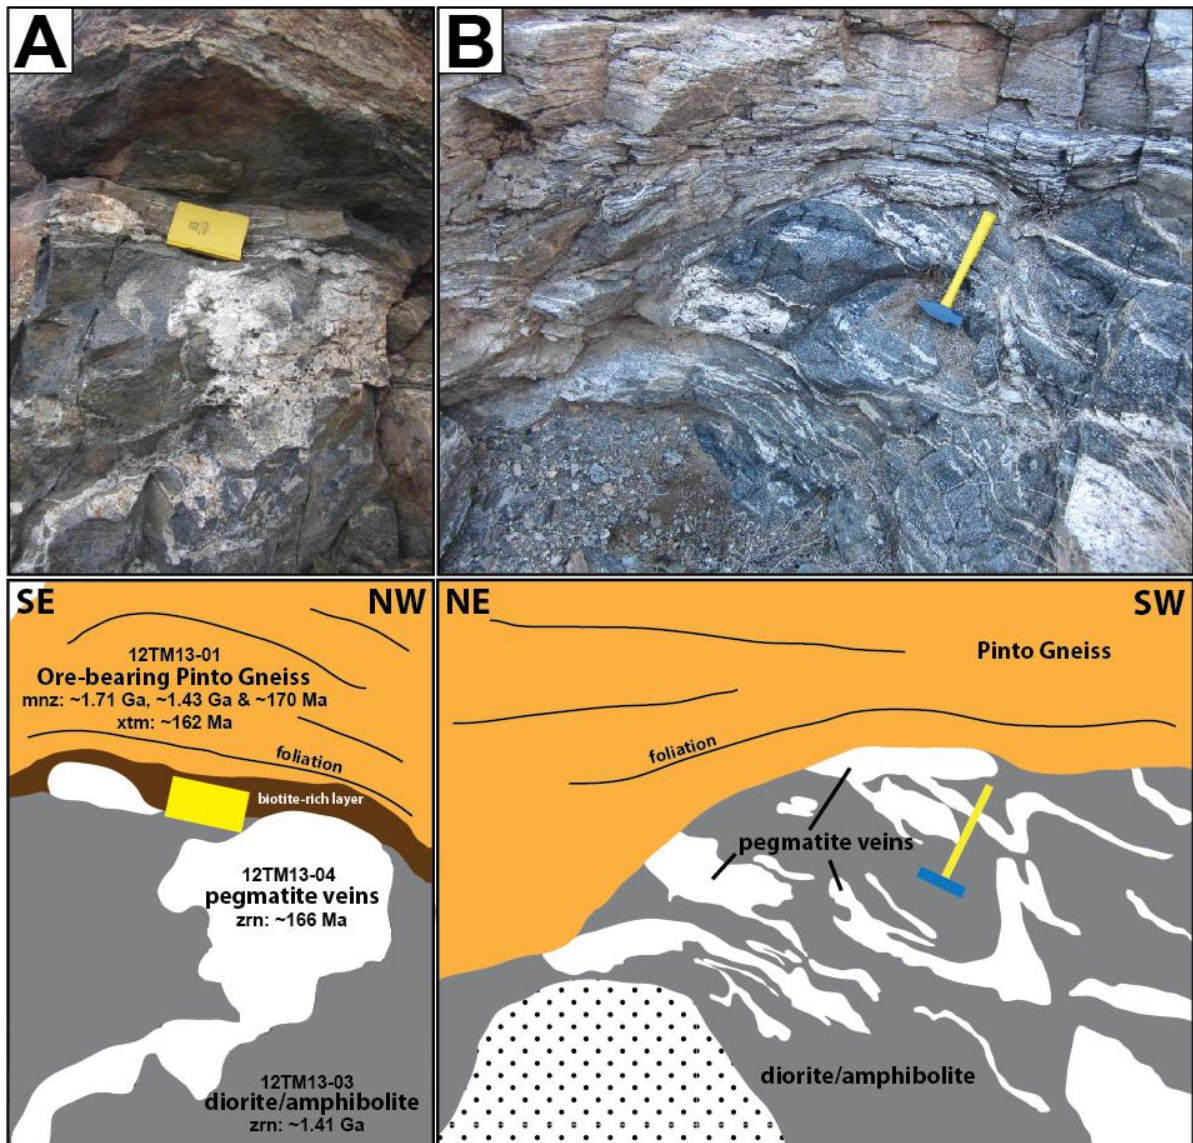 A
B
SE
NW
12TM13-01
Ore-bearing Pinto Gneiss
mnz: ~1.71 Ga, ~1.43 Ga & ~170 Ma
xtm: ~162 Ma
foliation
biotite-rich layer
12TM13-04
pegmatite veins
zrn: ~166 Ma
12TM13-03
diorite/amphibolite
zrn: ~1.41 Ga
NE
SW
Pinto Gneiss
foliation
pegmatite veins
diorite/amphibolite